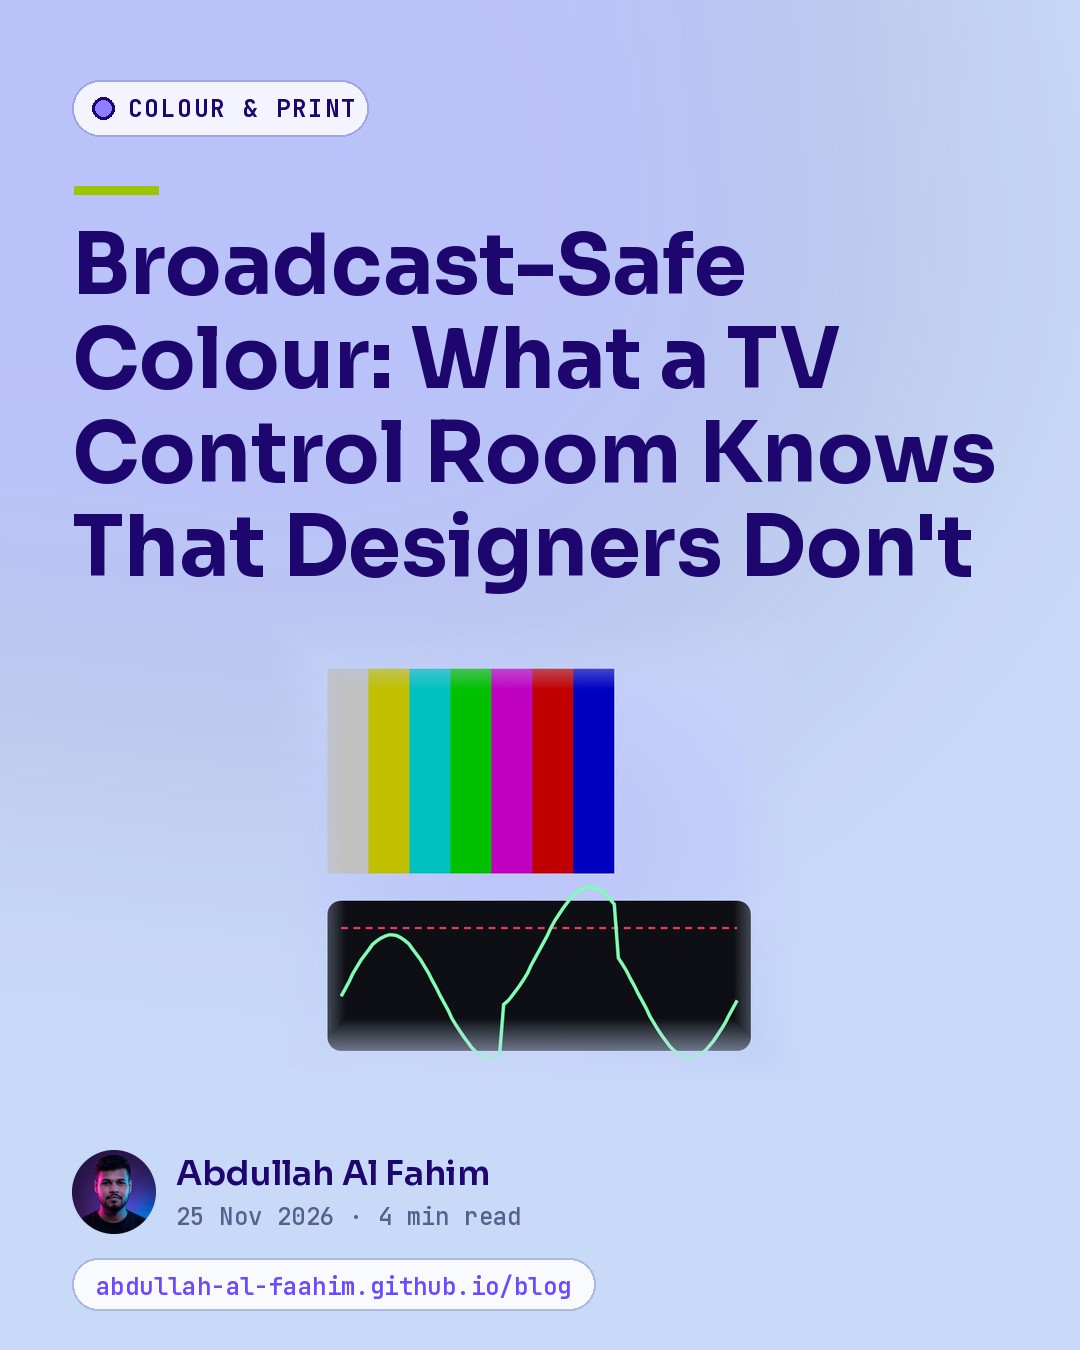 COLOUR & PRINT
Broadcast-Safe
Colour: What a TV
Control Room Knows
That Designers Don't
Abdullah Al Fahim
25 Nov 2026 · 4 min read
abdullah-al-faahim.github.io/blog